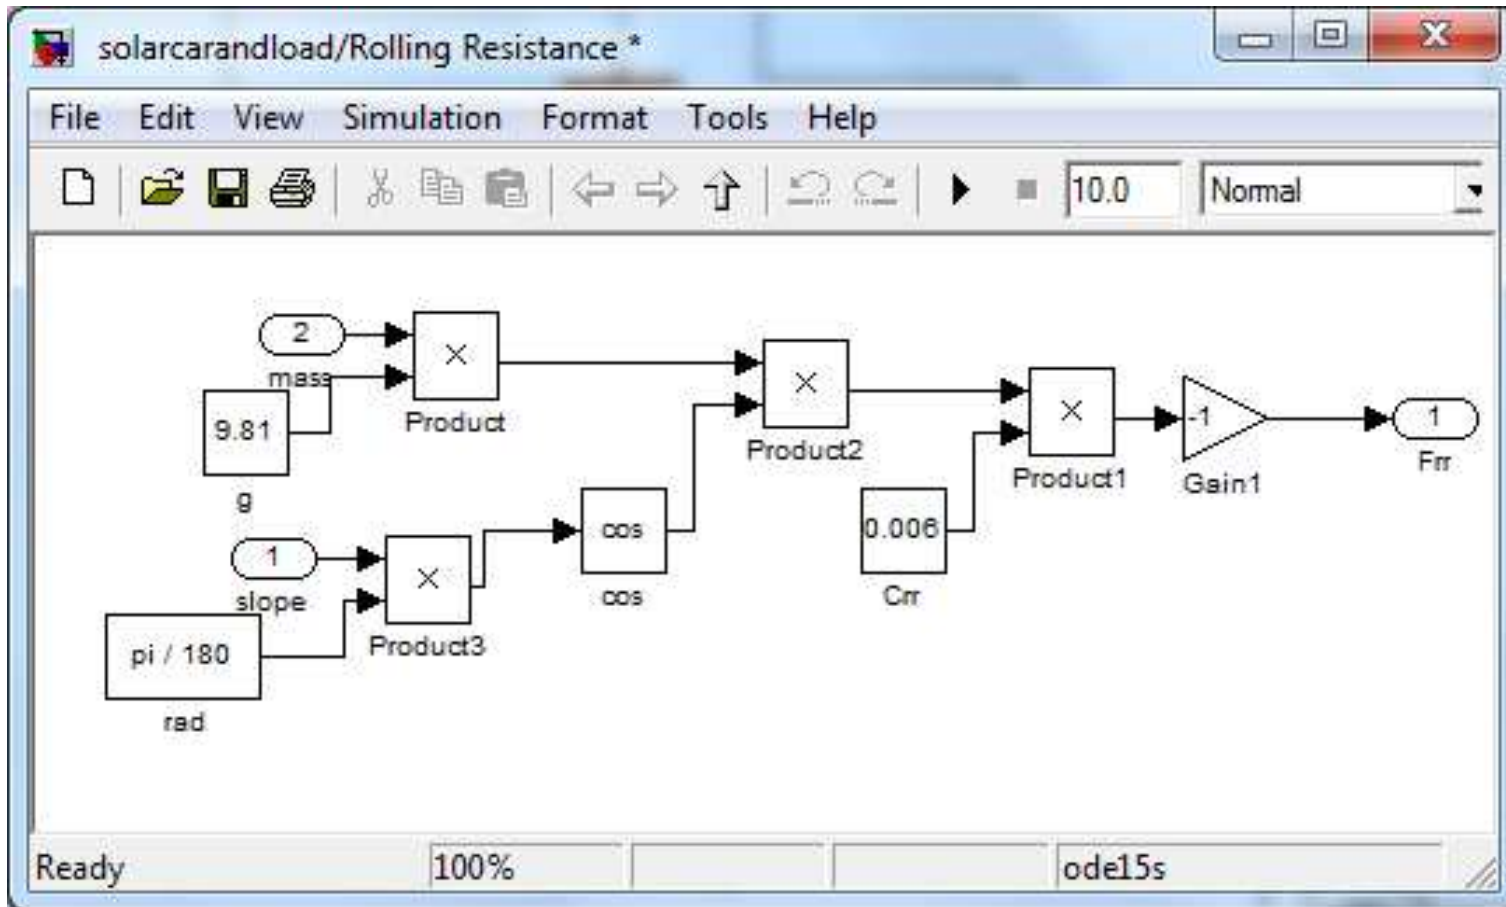 solarcarandload/Rolling Resistance *
File Edit View Simulation Format Tools Help
10.0 Normal
2
mass
9.81
g
×
Product
×
Product2
×
Product1
-1
Gain1
1
Frr
0.006
Crr
1
slope
×
Product3
cos
cos
pi / 180
rad
Ready 100% ode15s